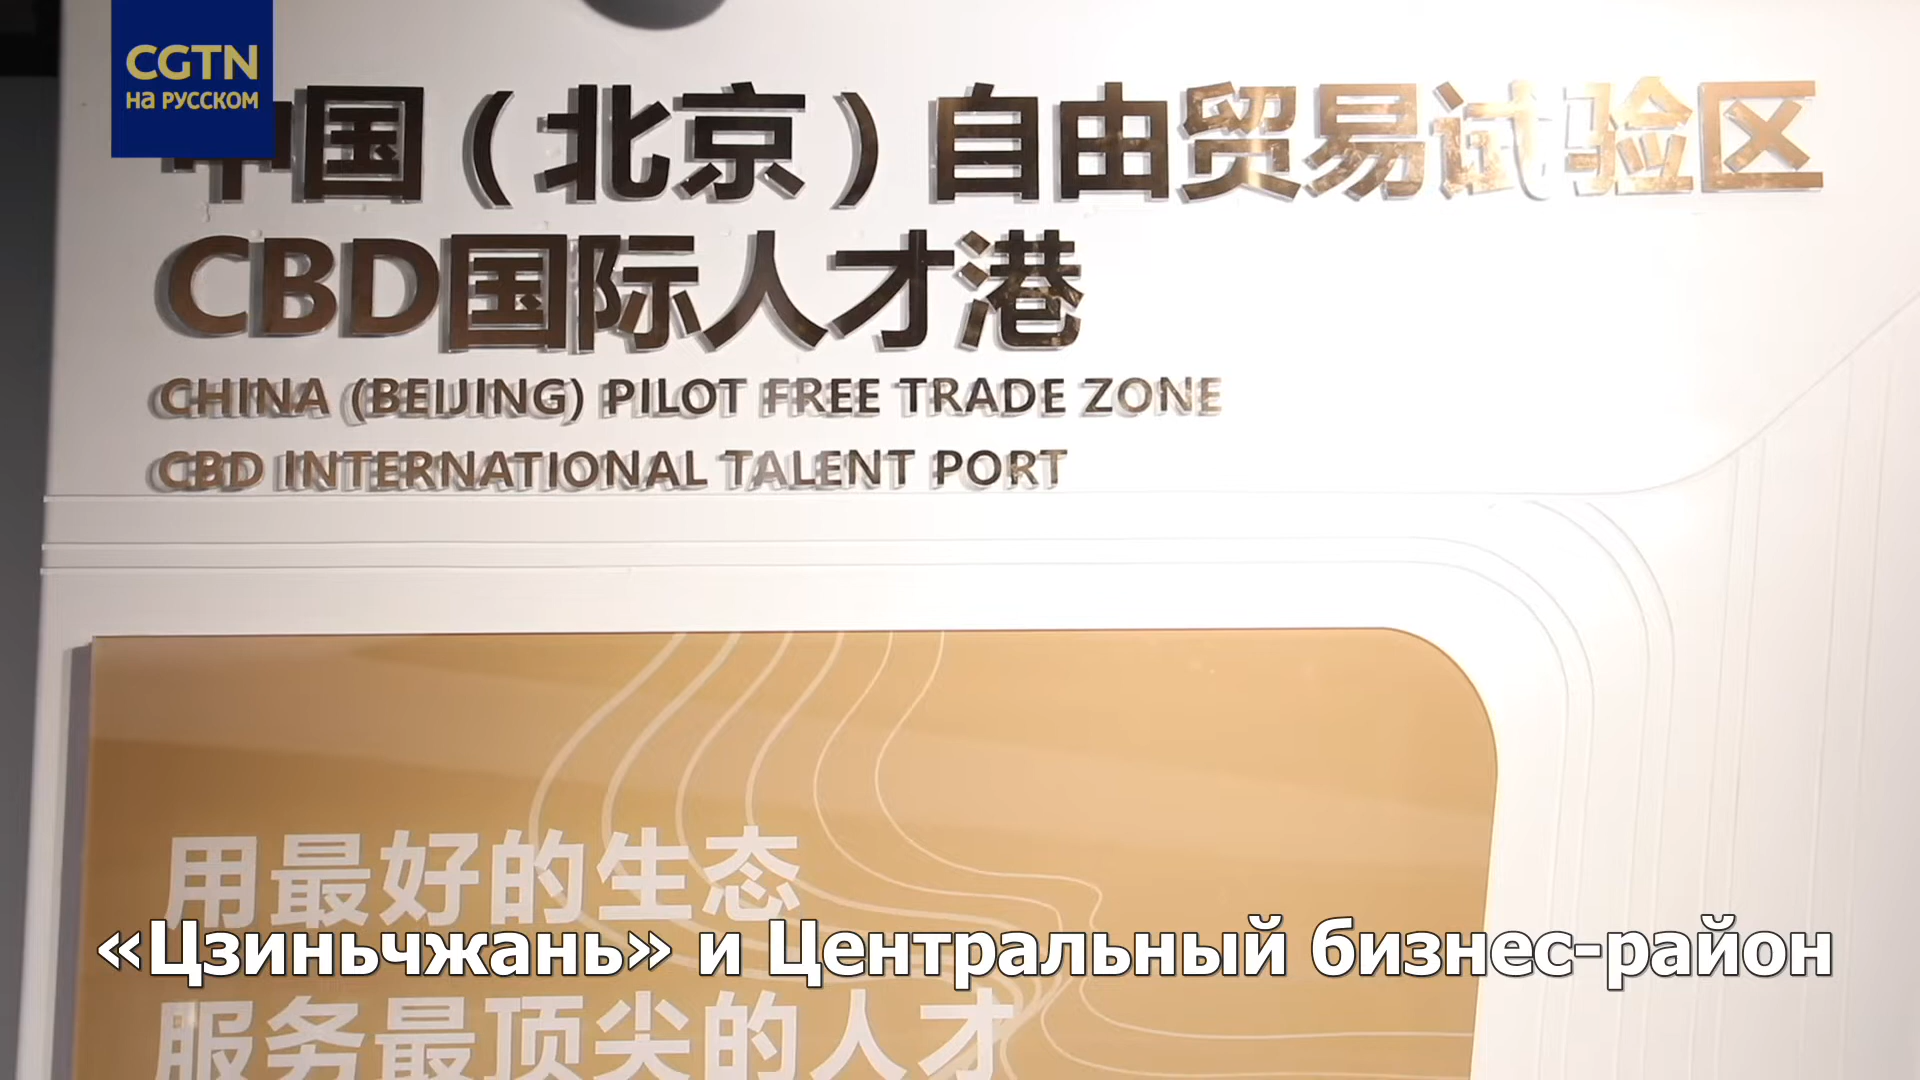 CGTN
на русском
中国（北京）自由贸易试验区
CBD国际人才港
CHINA (BEIJING) PILOT FREE TRADE ZONE
CBD INTERNATIONAL TALENT PORT
用最好的生态
«Цзиньчжань» и Центральный бизнес-район
服务最顶尖的人才